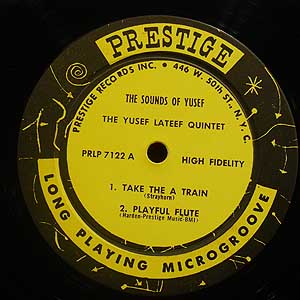 PRESTIGE
PRESTIGE RECORDS INC. • 446 W. 50th ST., N. Y. C.
THE SOUNDS OF YUSEF
THE YUSEF LATEEF QUINTET
PRLP 7122 A
HIGH FIDELITY
1. TAKE THE A TRAIN
(Strayhorn)
2. PLAYFUL FLUTE
(Harden-Prestige Music-BMI)
LONG PLAYING MICROGROOVE